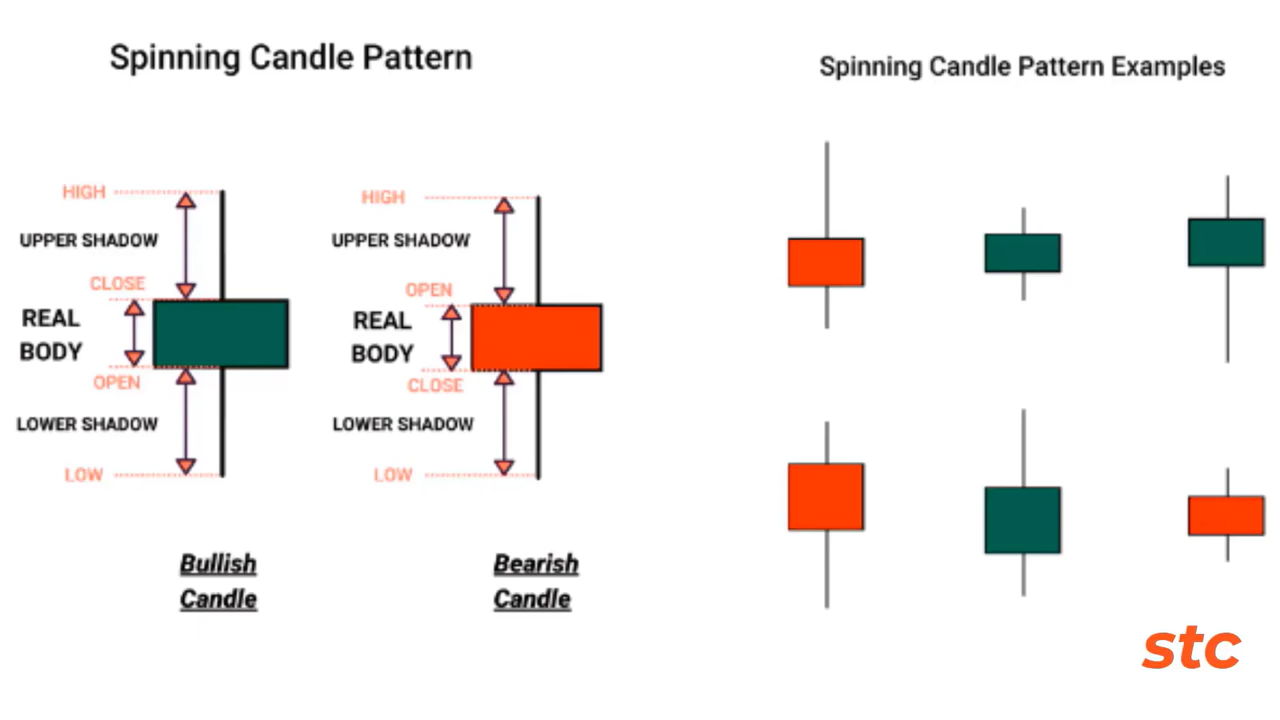 Spinning Candle Pattern
HIGH
UPPER SHADOW
CLOSE
REAL
BODY
OPEN
LOWER SHADOW
LOW
Bullish
Candle
HIGH
UPPER SHADOW
OPEN
REAL
BODY
CLOSE
LOWER SHADOW
LOW
Bearish
Candle
Spinning Candle Pattern Examples
stc